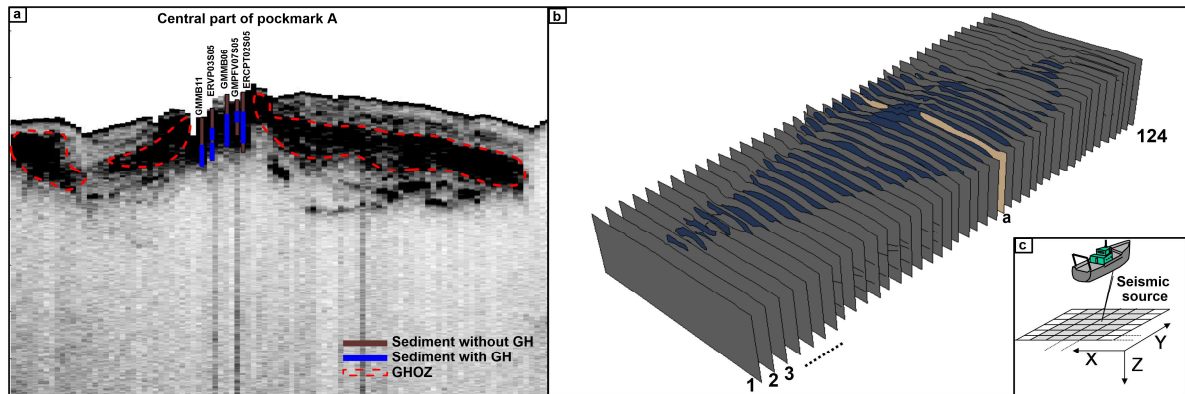 a
Central part of pockmark A
GMMB11
ERVP03S05
GMMB06
GMPFV07S05
ERCPT02S05
Sediment without GH
Sediment with GH
GHOZ
b
124
a
1 2 3
c
Seismic
source
X
Y
Z